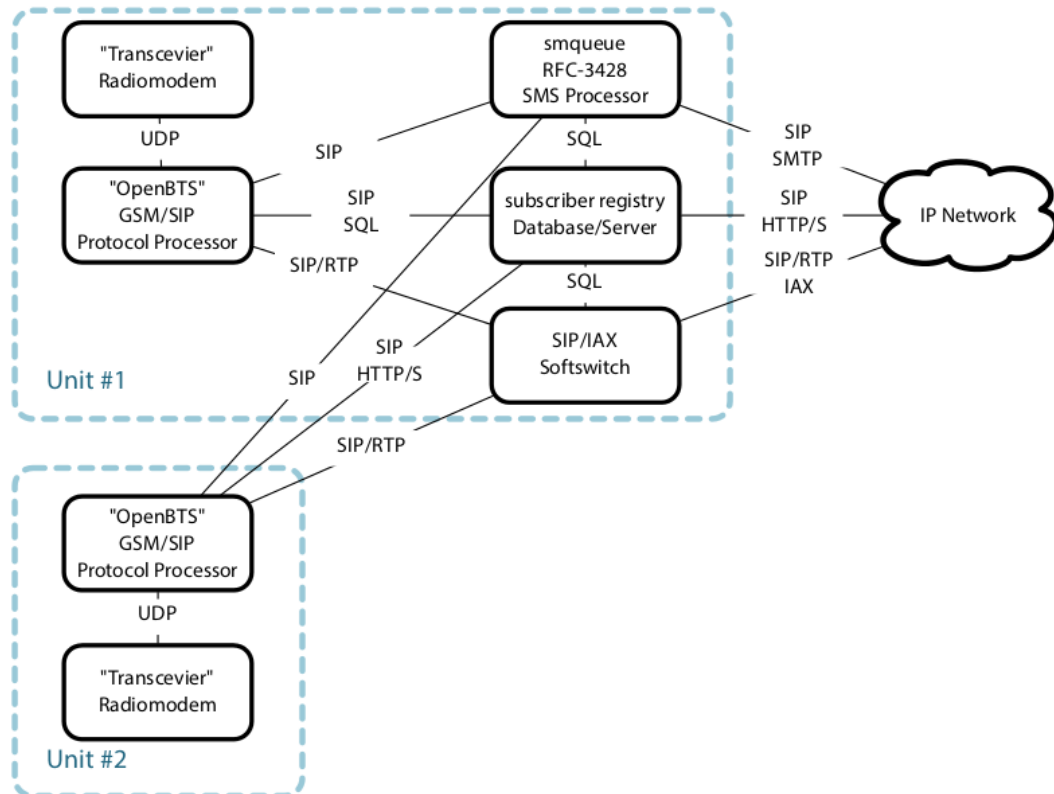 "Transcevier"
Radiomodem
UDP
"OpenBTS"
GSM/SIP
Protocol Processor
SIP
SIP
SQL
SIP/RTP
smqueue
RFC-3428
SMS Processor
SQL
subscriber registry
Database/Server
SQL
SIP/IAX
Softswitch
SIP
SMTP
SIP
HTTP/S
SIP/RTP
IAX
IP Network
Unit #1
SIP
SIP
HTTP/S
SIP/RTP
"OpenBTS"
GSM/SIP
Protocol Processor
UDP
"Transcevier"
Radiomodem
Unit #2